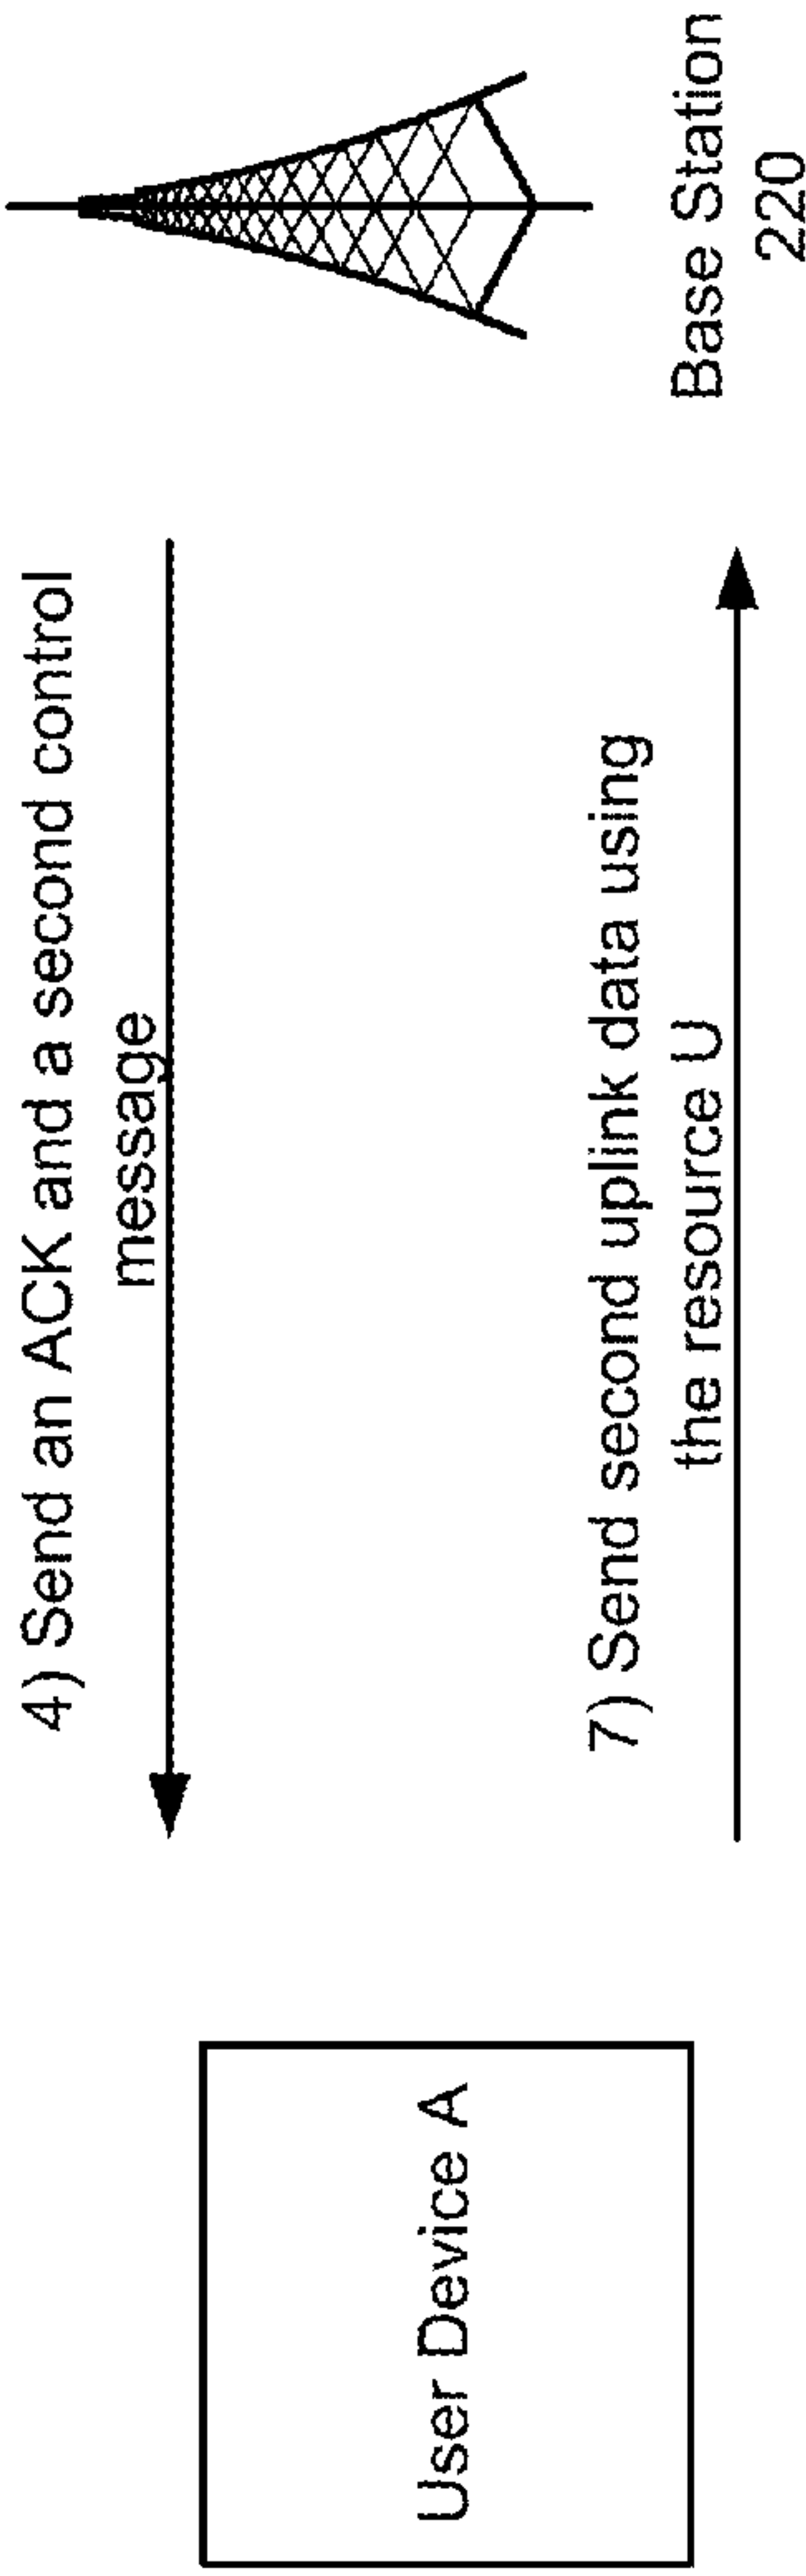 4) Send an ACK and a second control
message
User Device A
7) Send second uplink data using
the resource U
Base Station
220